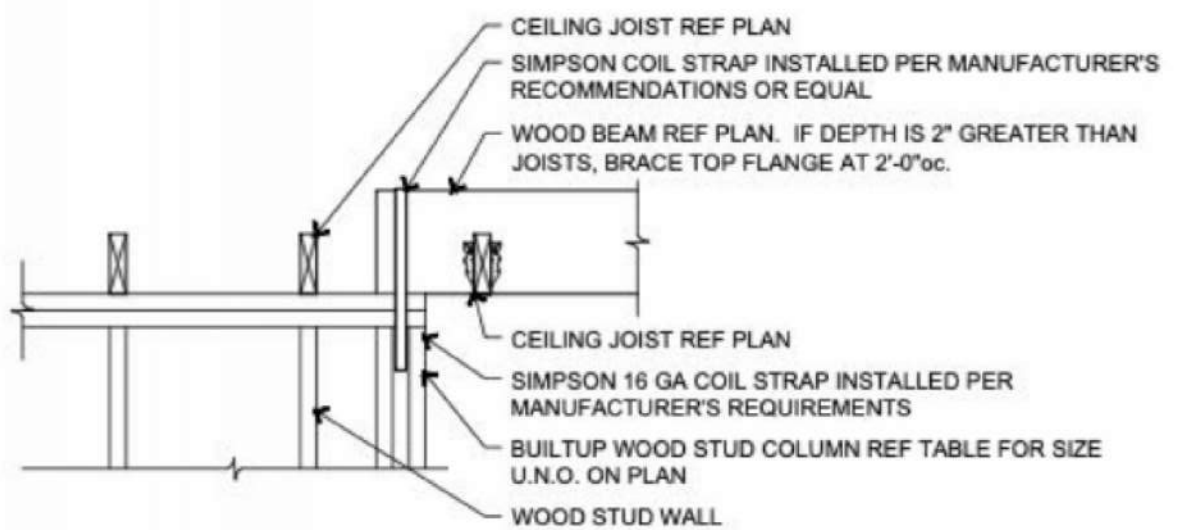 CEILING JOIST REF PLAN
SIMPSON COIL STRAP INSTALLED PER MANUFACTURER'S
RECOMMENDATIONS OR EQUAL
WOOD BEAM REF PLAN. IF DEPTH IS 2" GREATER THAN
JOISTS, BRACE TOP FLANGE AT 2'-0"oc.
CEILING JOIST REF PLAN
SIMPSON 16 GA COIL STRAP INSTALLED PER
MANUFACTURER'S REQUIREMENTS
BUILTUP WOOD STUD COLUMN REF TABLE FOR SIZE
U.N.O. ON PLAN
WOOD STUD WALL